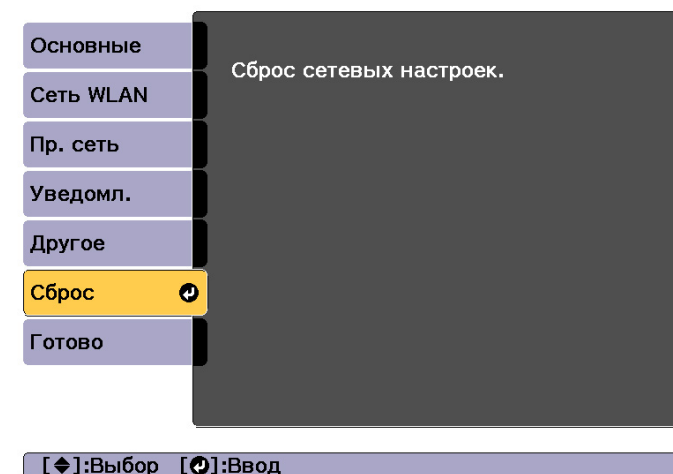 Основные
Сеть WLAN
Пр. сеть
Уведомл.
Другое
Сброс
Готово
Сброс сетевых настроек.
[]:Выбор []:Ввод